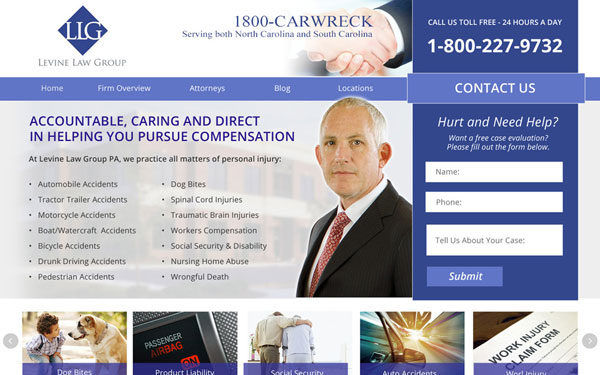 LLG
LEVINE LAW GROUP
1800-CARWRECK
Serving both North Carolina and South Carolina
CALL US TOLL FREE - 24 HOURS A DAY
1-800-227-9732
Home
Firm Overview
Attorneys
Blog
Locations
CONTACT US
ACCOUNTABLE, CARING AND DIRECT
IN HELPING YOU PURSUE COMPENSATION
At Levine Law Group PA, we practice all matters of personal injury:
• Automobile Accidents
• Tractor Trailer Accidents
• Motorcycle Accidents
• Boat/Watercraft Accidents
• Bicycle Accidents
• Drunk Driving Accidents
• Pedestrian Accidents
• Dog Bites
• Spinal Cord Injuries
• Traumatic Brain Injuries
• Workers Compensation
• Social Security & Disability
• Nursing Home Abuse
• Wrongful Death
Hurt and Need Help?
Want a free case evaluation?
Please fill out the form below.
Name:
Phone:
Tell Us About Your Case:
Submit
PASSENGER
AIRBAG
ON
WORK INJURY
CLAIM FORM
Dog Bites
Product Liability
Social Security
Auto Accidents
Worl Injury